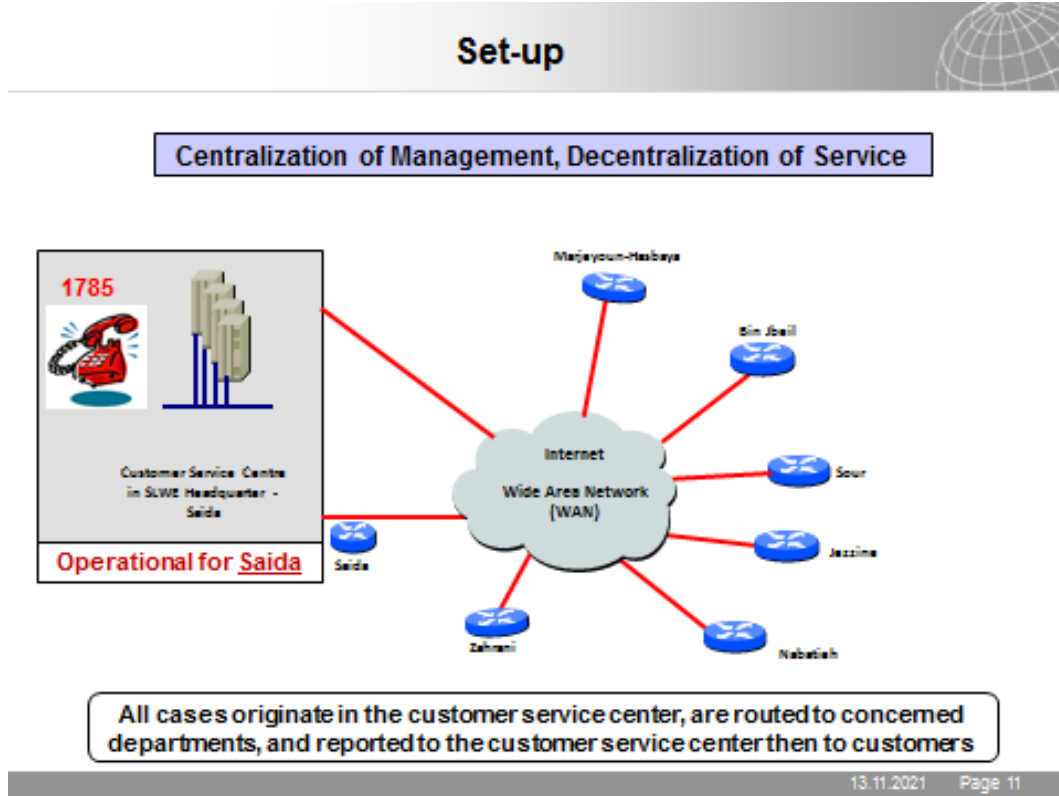 Set-up
Centralization of Management, Decentralization of Service
1785
Customer Service Centre
in SLWE Headquarter -
Saida
Operational for Saida
Saida
Marjayoun-Hasbaya
Bin Jbeil
Sour
Jezzine
Nabatieh
Zahrani
Internet
Wide Area Network
(WAN)
All cases originate in the customer service center, are routed to concerned
departments, and reported to the customer service center then to customers
13.11.2021 Page 11